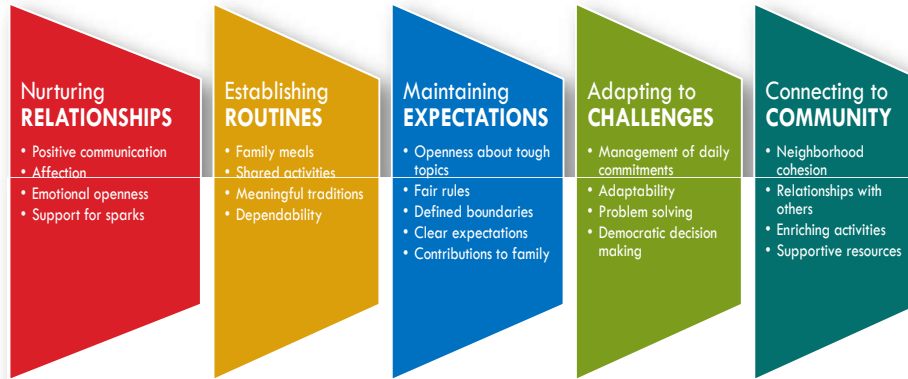 Nurturing
RELATIONSHIPS
• Positive communication
• Affection
• Emotional openness
• Support for sparks
Establishing
ROUTINES
• Family meals
• Shared activities
• Meaningful traditions
• Dependability
Maintaining
EXPECTATIONS
• Openness about tough
topics
• Fair rules
• Defined boundaries
• Clear expectations
• Contributions to family
Adapting to
CHALLENGES
• Management of daily
commitments
• Adaptability
• Problem solving
• Democratic decision
making
Connecting to
COMMUNITY
• Neighborhood
cohesion
• Relationships with
others
• Enriching activities
• Supportive resources